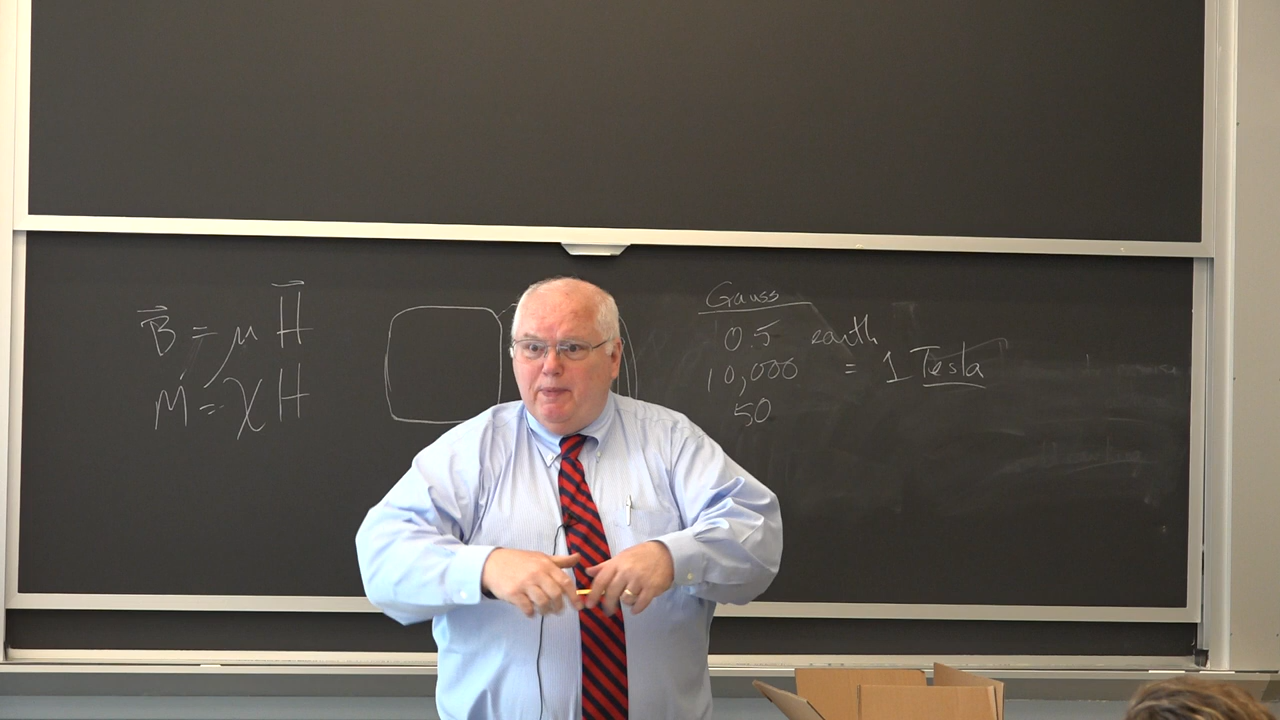 B = μ H
M = χ H
Gauss
0.5 earth
10,000 = 1 Tesla
50